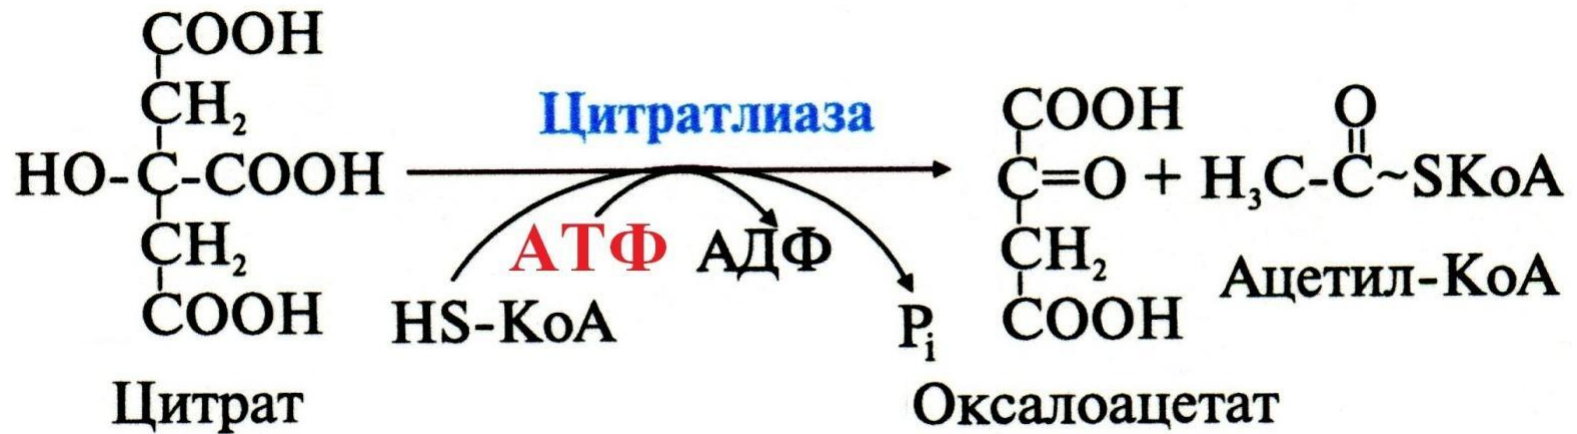 COOH
CH₂
HO-C-COOH
CH₂
COOH
Цитрат
Цитратлиаза
HS-KoA
АТФ
АДФ
Pᵢ
COOH
C=O
CH₂
COOH
Оксалоацетат
+
O
H₃C-C~SKoA
Ацетил-КоА